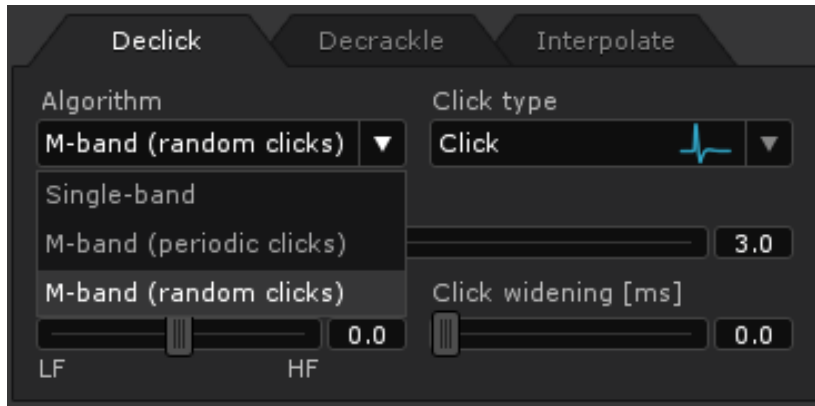 Declick Decrackle Interpolate
Algorithm Click type
M-band (random clicks) Click
Single-band
M-band (periodic clicks) 3.0
M-band (random clicks) Click widening [ms]
0.0 0.0
LF HF